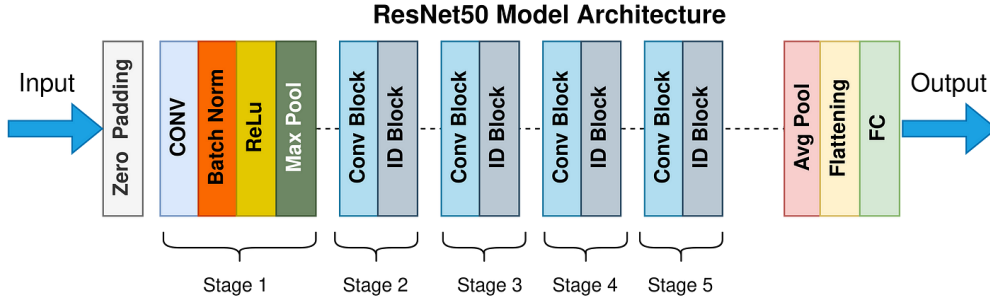 ResNet50 Model Architecture
Input
Zero Padding
CONV
Batch Norm
ReLu
Max Pool
Conv Block
ID Block
Conv Block
ID Block
Conv Block
ID Block
Conv Block
ID Block
Avg Pool
Flattening
FC
Output
Stage 1
Stage 2
Stage 3
Stage 4
Stage 5